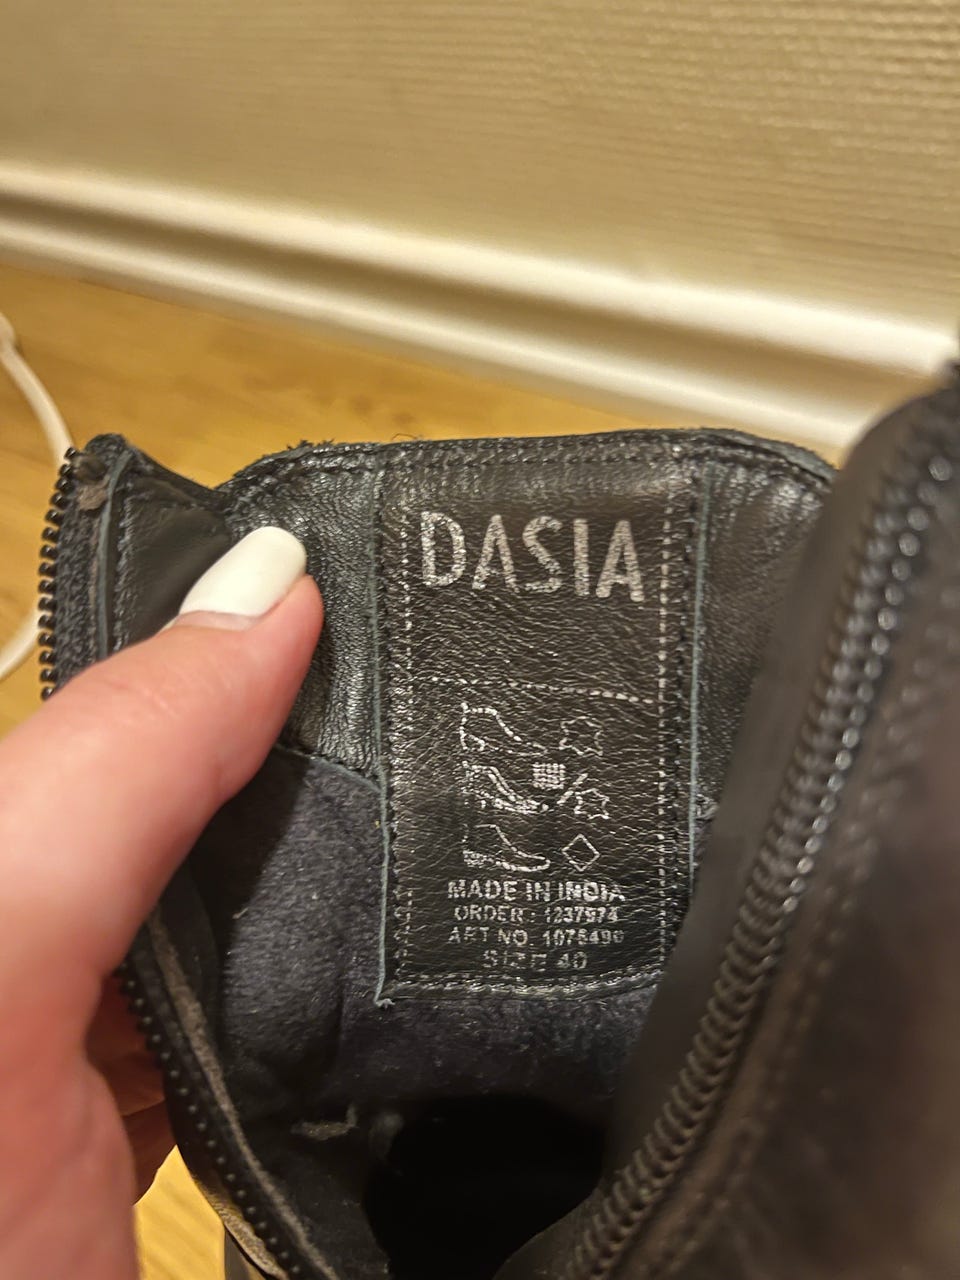 DASIA
MADE IN INDIA
ORDER : 1237974
ART NO. 1075490
SIZE 40